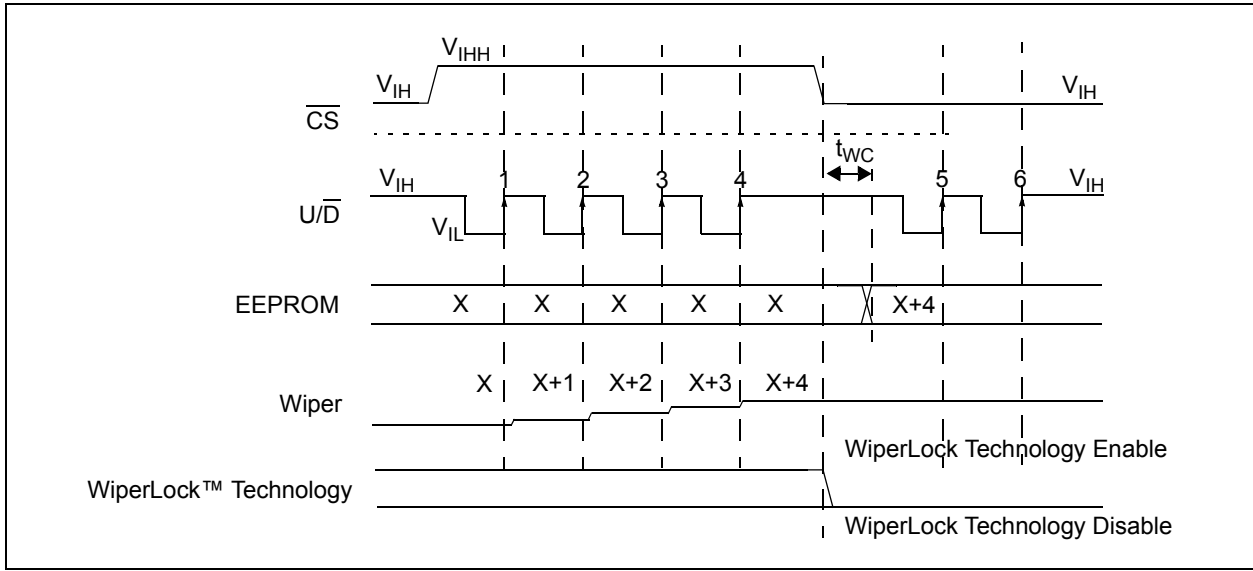 VIHH
VIH VIH
CS
tWC
VIH 1 2 3 4 5 6 VIH
U/D
VIL
EEPROM X X X X X X+4
X X+1 X+2 X+3 X+4
Wiper
WiperLock Technology Enable
WiperLock™ Technology
WiperLock Technology Disable